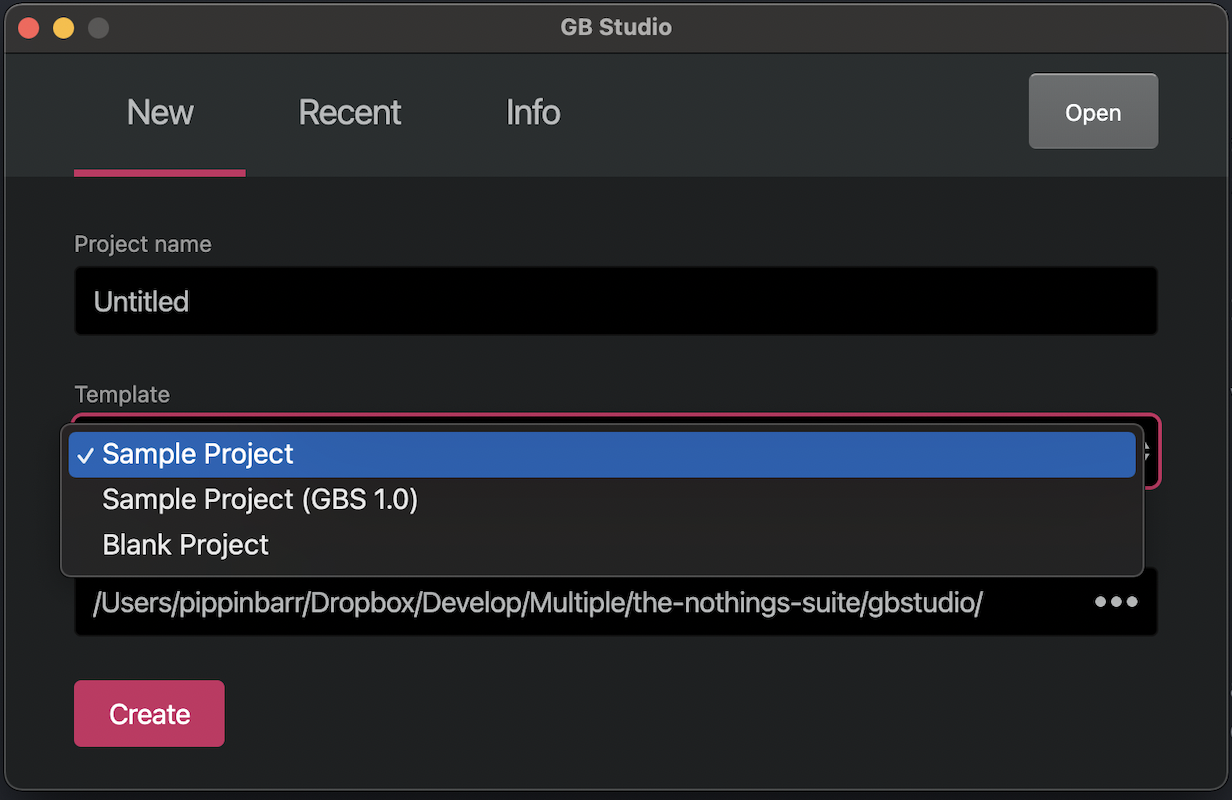 GB Studio
New
Recent
Info
Open
Project name
Untitled
Template
✓ Sample Project
Sample Project (GBS 1.0)
Blank Project
/Users/pippinbarr/Dropbox/Develop/Multiple/the-nothings-suite/gbstudio/
Create